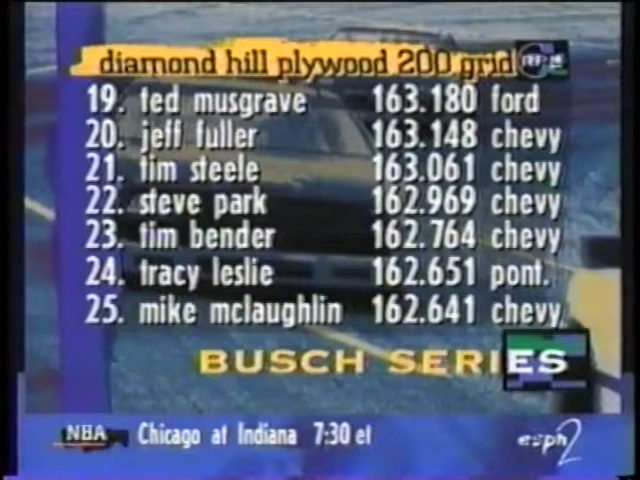 diamond hill plywood 200 grid
19. ted musgrave 163.180 ford
20. jeff fuller 163.148 chevy
21. tim steele 163.061 chevy
22. steve park 162.969 chevy
23. tim bender 162.764 chevy
24. tracy leslie 162.651 pont.
25. mike mclaughlin 162.641 chevy
BUSCH SERIES
NBA Chicago at Indiana 7:30 et
espn2